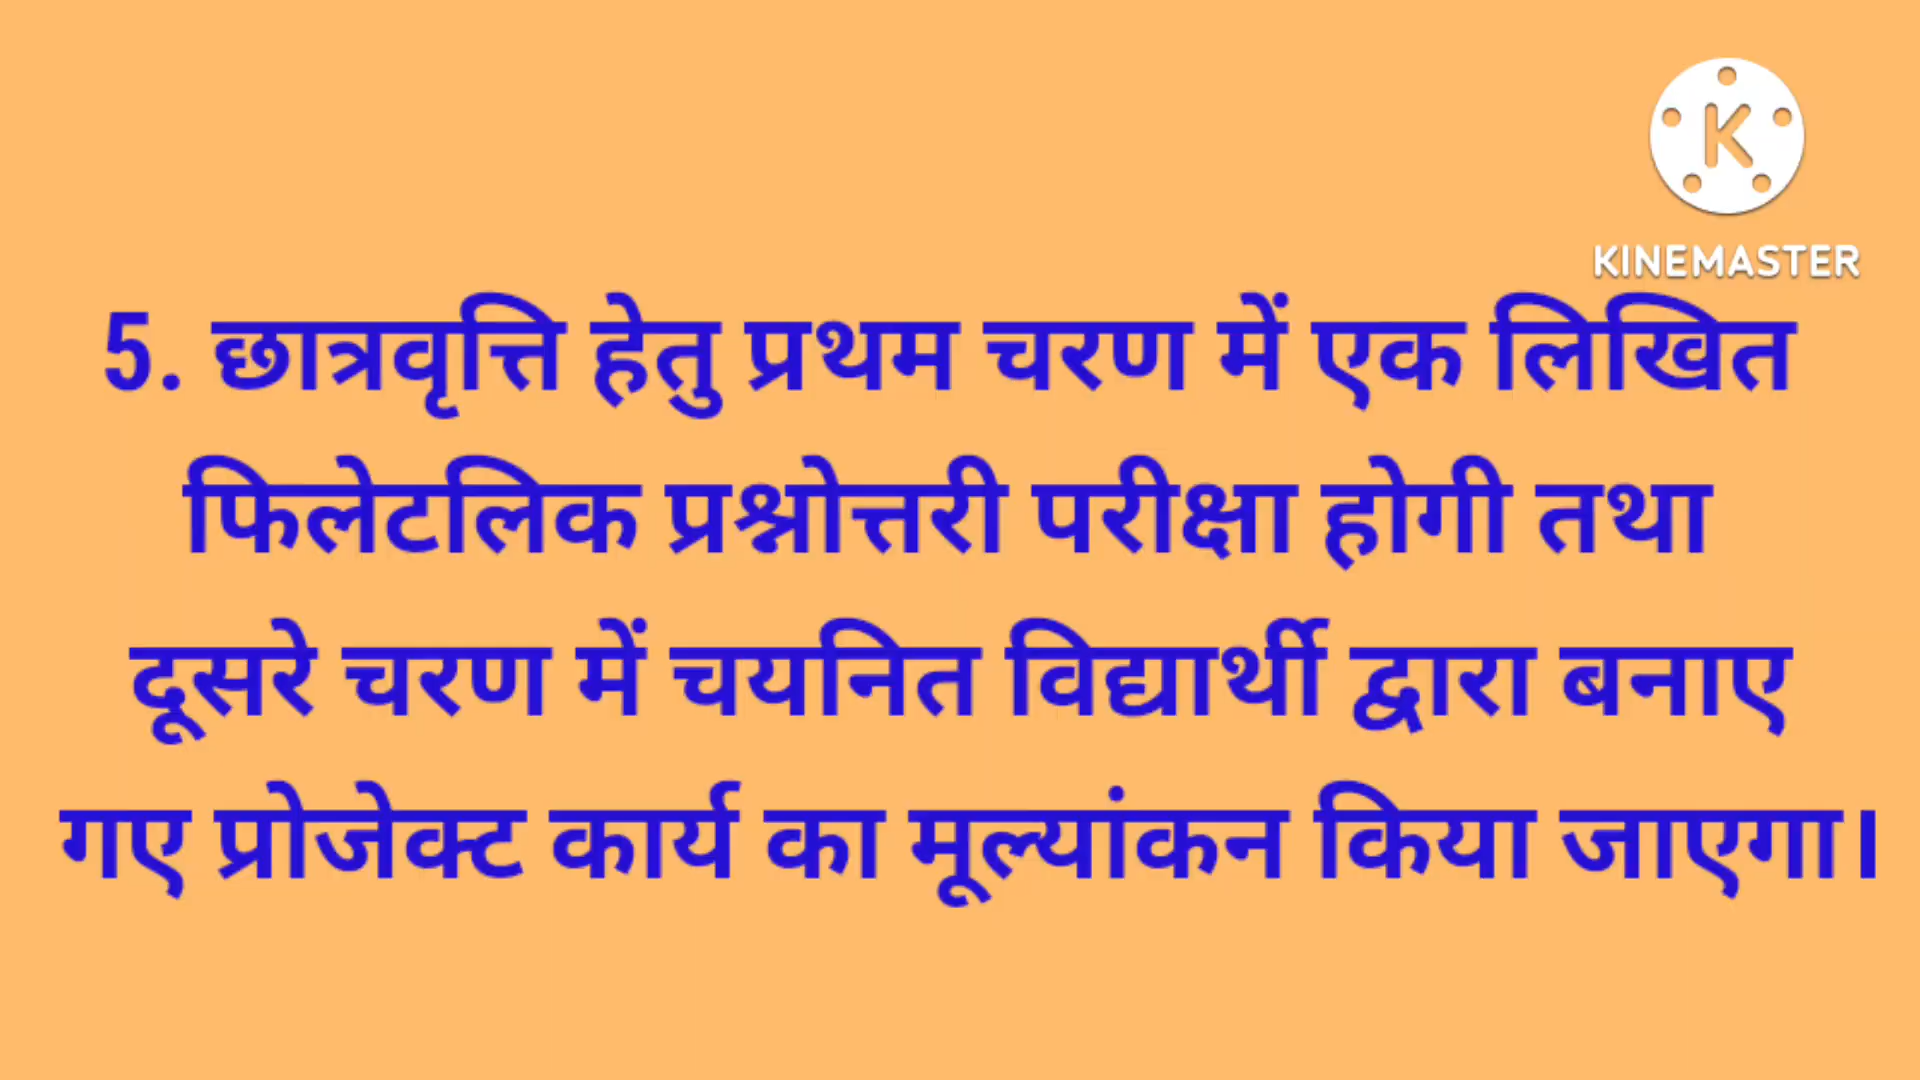 KINEMASTER
5. छात्रवृत्ति हेतु प्रथम चरण में एक लिखित
फिलेटलिक प्रश्नोत्तरी परीक्षा होगी तथा
दूसरे चरण में चयनित विद्यार्थी द्वारा बनाए
गए प्रोजेक्ट कार्य का मूल्यांकन किया जाएगा।